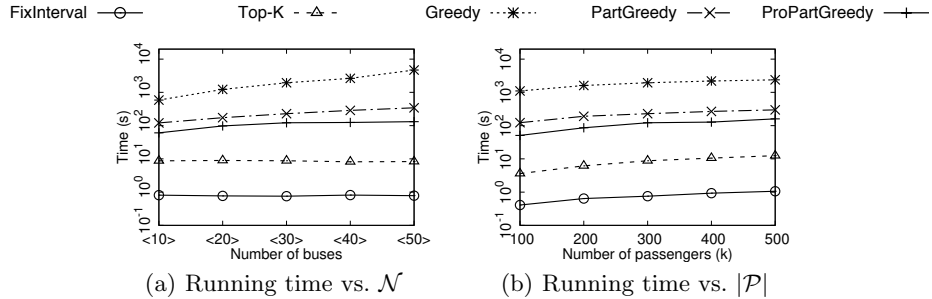 FixInterval Top-K Greedy PartGreedy ProPartGreedy
Time (s)
10^4
10^3
10^2
10^1
10^0
10^-1
<10> <20> <30> <40> <50>
Number of buses
(a) Running time vs. 𝒩
Time (s)
10^4
10^3
10^2
10^1
10^0
10^-1
100 200 300 400 500
Number of passengers (k)
(b) Running time vs. |𝒫|